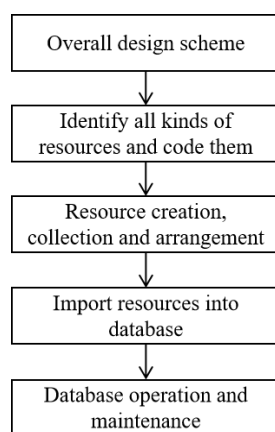 Overall design scheme
Identify all kinds of
resources and code them
Resource creation,
collection and arrangement
Import resources into
database
Database operation and
maintenance